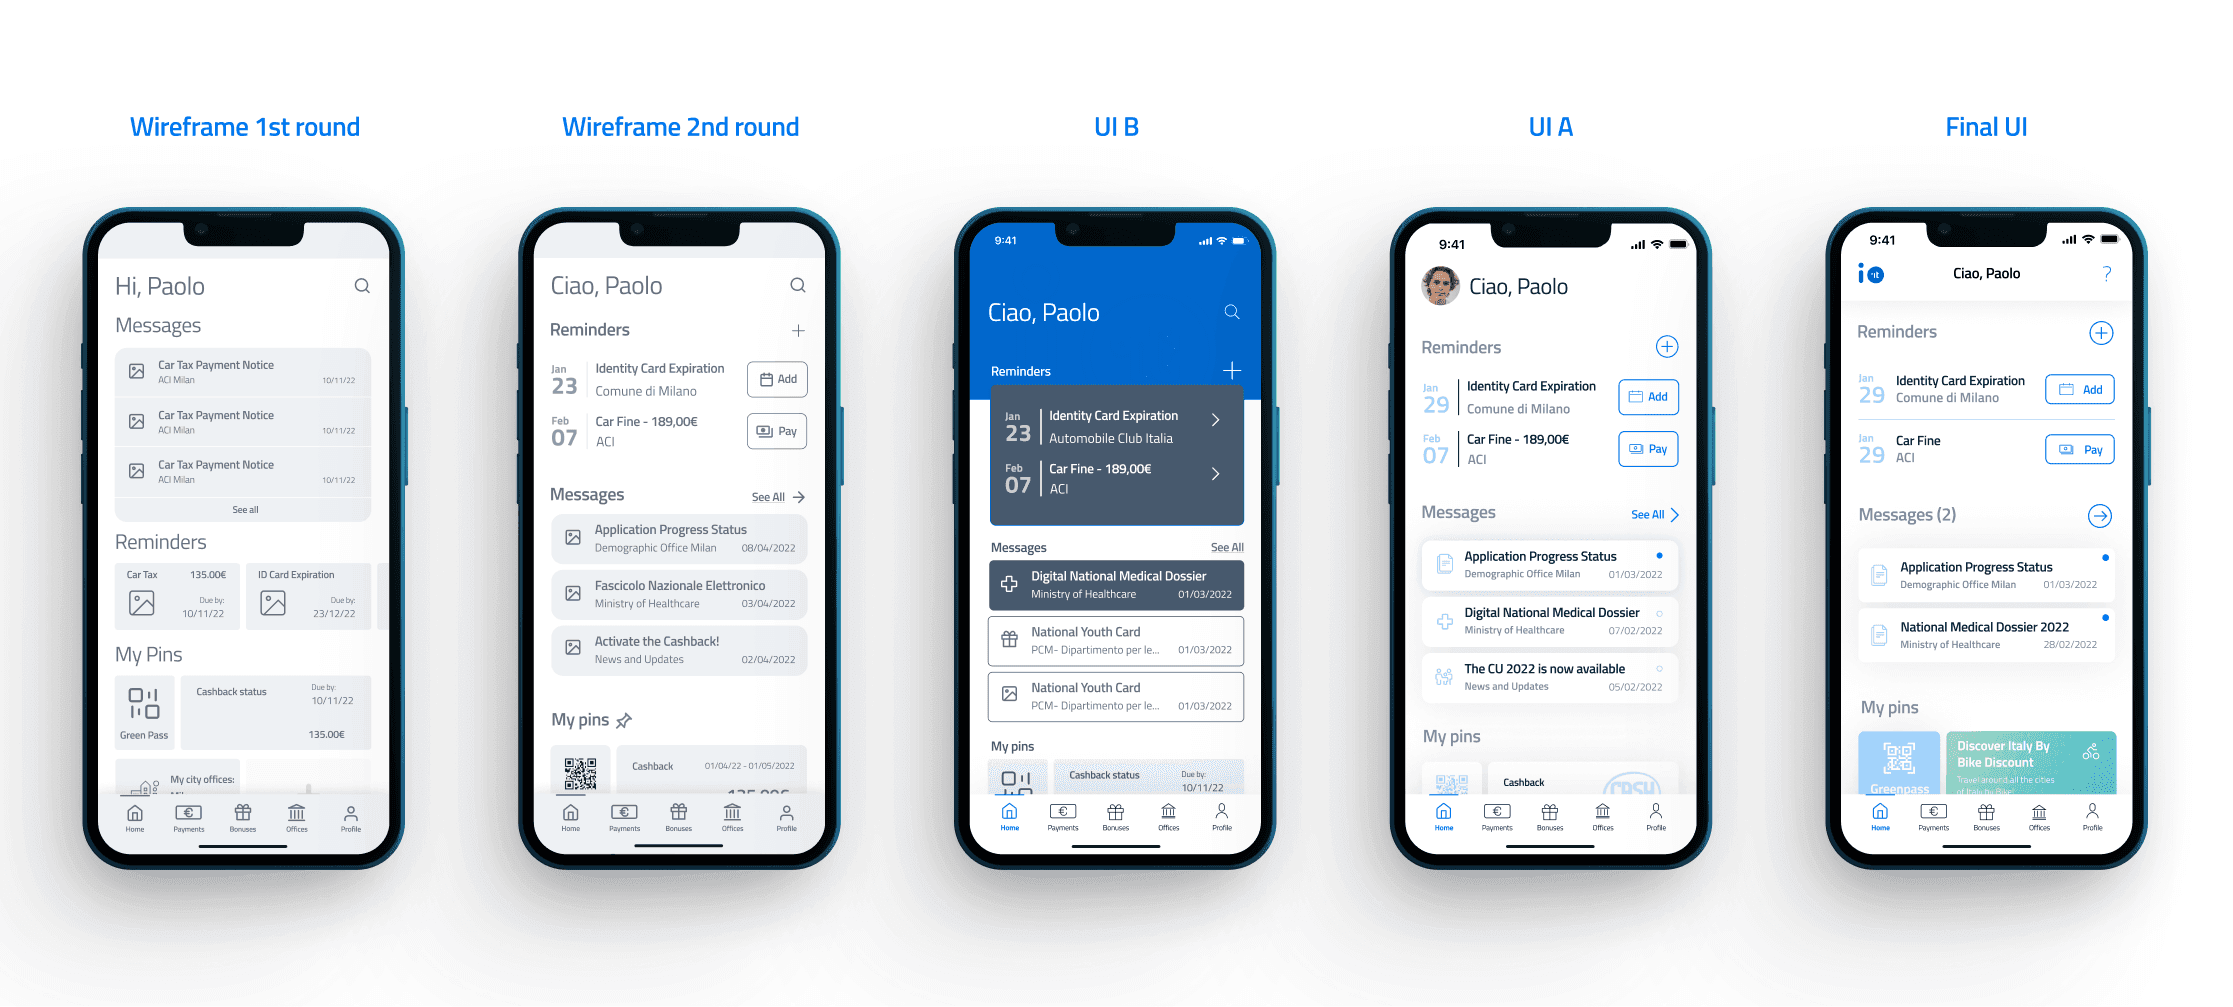 Wireframe 1st round
Hi, Paolo
Messages
Car Tax Payment Notice
ACI Milan 10/11/22
Car Tax Payment Notice
ACI Milan 10/11/22
Car Tax Payment Notice
ACI Milan 10/11/22
See all
Reminders
Car Tax 135.00€
Due by:
10/11/22
ID Card Expiration
Due by:
23/12/22
My Pins
Green Pass
Cashback status
Due by:
10/11/22
135.00€
My city offices:
Home Payments Bonuses Offices Profile
Wireframe 2nd round
Ciao, Paolo
Reminders
Jan
23
Identity Card Expiration
Comune di Milano
Add
Feb
07
Car Fine - 189,00€
ACI
Pay
Messages See All
Application Progress Status
Demographic Office Milan 08/04/2022
Fascicolo Nazionale Elettronico
Ministry of Healthcare 03/04/2022
Activate the Cashback!
News and Updates 02/04/2022
My pins
Cashback 01/04/22 - 01/05/2022
135.00€
Home Payments Bonuses Offices Profile
UI B
9:41
Ciao, Paolo
Reminders
Jan
23
Identity Card Expiration
Automobile Club Italia
Feb
07
Car Fine - 189,00€
ACI
Messages See All
Digital National Medical Dossier
Ministry of Healthcare 01/03/2022
National Youth Card
PCM- Dipartimento per le... 01/03/2022
National Youth Card
PCM- Dipartimento per le... 01/03/2022
My pins
Cashback status
Due by:
10/11/22
Home Payments Bonuses Offices Profile
UI A
9:41
Ciao, Paolo
Reminders
Jan
29
Identity Card Expiration
Comune di Milano
Add
Feb
07
Car Fine - 189,00€
ACI
Pay
Messages See All
Application Progress Status
Demographic Office Milan 01/03/2022
Digital National Medical Dossier
Ministry of Healthcare 07/02/2022
The CU 2022 is now available
News and Updates 05/02/2022
My pins
Cashback
CASH
Home Payments Bonuses Offices Profile
Final UI
9:41
io it
Ciao, Paolo
?
Reminders
Jan
29
Identity Card Expiration
Comune di Milano
Add
Jan
29
Car Fine
ACI
Pay
Messages (2)
Application Progress Status
Demographic Office Milan 01/03/2022
National Medical Dossier 2022
Ministry of Healthcare 28/02/2022
My pins
Greenpass
Discover Italy By
Bike Discount
Travel around all the cities
of Italy by Bike!
Home Payments Bonuses Offices Profile